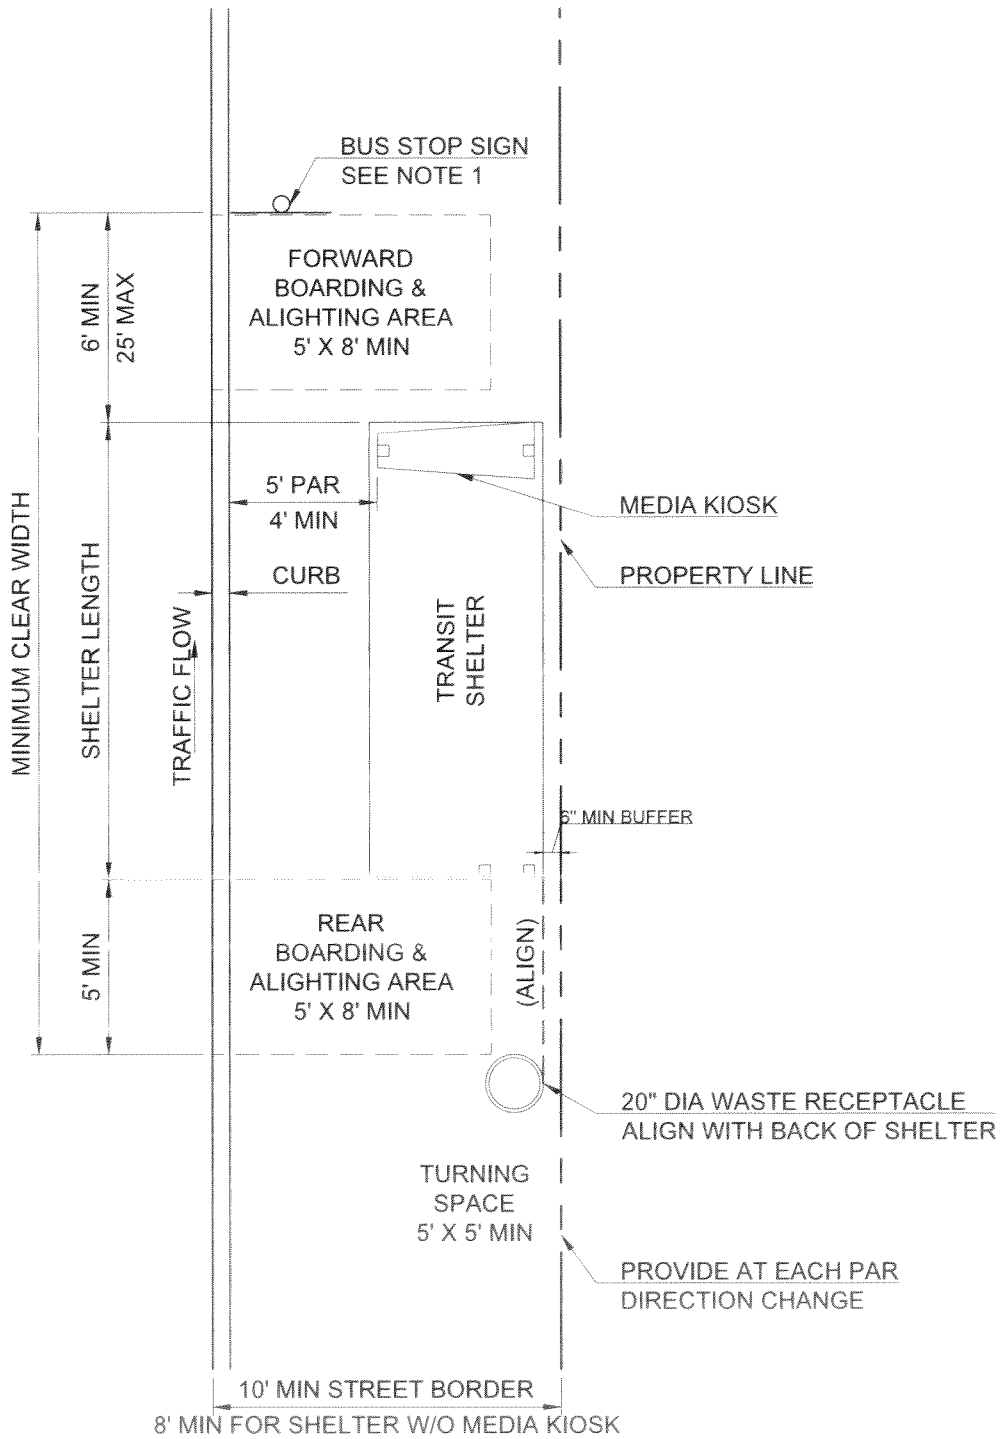 BUS STOP SIGN
SEE NOTE 1
FORWARD
BOARDING &
ALIGHTING AREA
5' X 8' MIN
6' MIN
25' MAX
MINIMUM CLEAR WIDTH
SHELTER LENGTH
5' PAR
4' MIN
MEDIA KIOSK
CURB
PROPERTY LINE
TRAFFIC FLOW
TRANSIT
SHELTER
6" MIN BUFFER
5' MIN
REAR
BOARDING &
ALIGHTING AREA
5' X 8' MIN
(ALIGN)
20" DIA WASTE RECEPTACLE
ALIGN WITH BACK OF SHELTER
TURNING
SPACE
5' X 5' MIN
PROVIDE AT EACH PAR
DIRECTION CHANGE
10' MIN STREET BORDER
8' MIN FOR SHELTER W/O MEDIA KIOSK